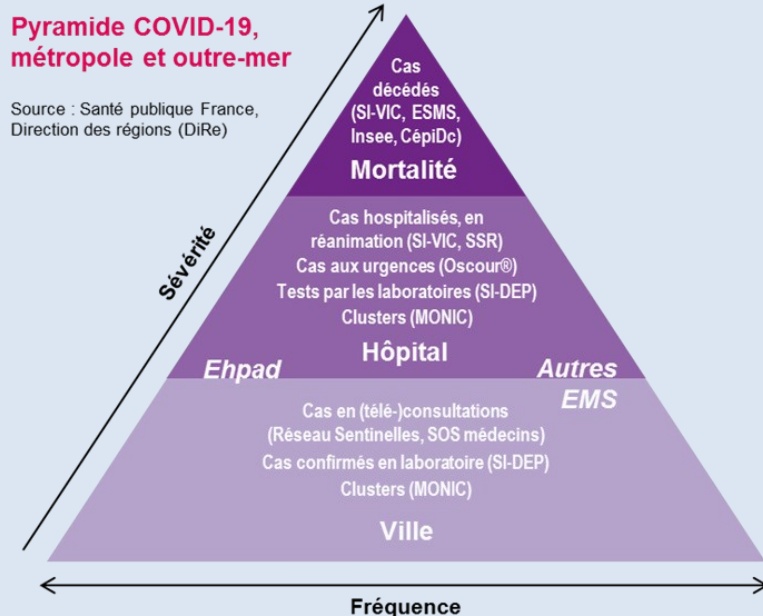 Pyramide COVID-19,
métropole et outre-mer
Source : Santé publique France,
Direction des régions (DiRe)
Cas
décédés
(SI-VIC, ESMS,
Insee, CépiDc)
Mortalité
Sévérité
Cas hospitalisés, en
réanimation (SI-VIC, SSR)
Cas aux urgences (Oscour®)
Tests par les laboratoires (SI-DEP)
Clusters (MONIC)
Hôpital
Ehpad
Autres
EMS
Cas en (télé-)consultations
(Réseau Sentinelles, SOS médecins)
Cas confirmés en laboratoire (SI-DEP)
Clusters (MONIC)
Ville
Fréquence